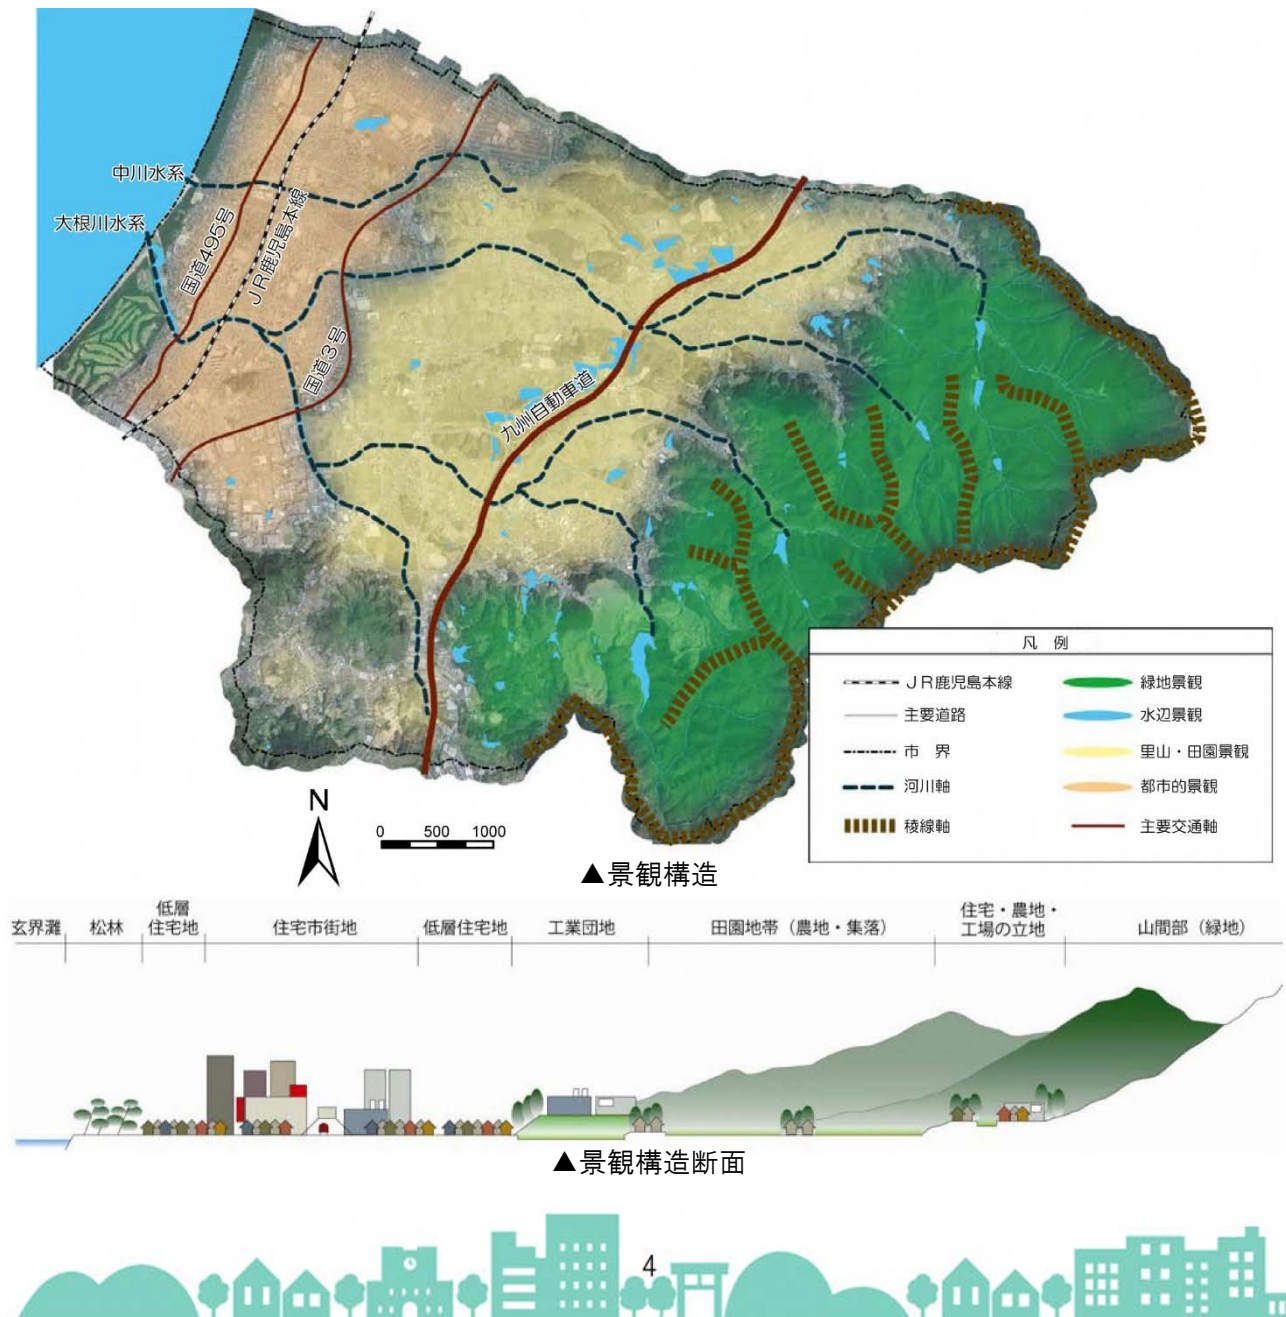 中川水系
大根川水系
国道495号
JR鹿児島本線
国道3号
九州自動車道
凡 例
JR鹿児島本線
主要道路
市 界
河川軸
稜線軸
緑地景観
水辺景観
里山・田園景観
都市的景観
主要交通軸
N
0 500 1000
▲景観構造
玄界灘
松林
低層
住宅地
住宅市街地
低層住宅地
工業団地
田園地帯（農地・集落）
住宅・農地・
工場の立地
山間部（緑地）
▲景観構造断面
4